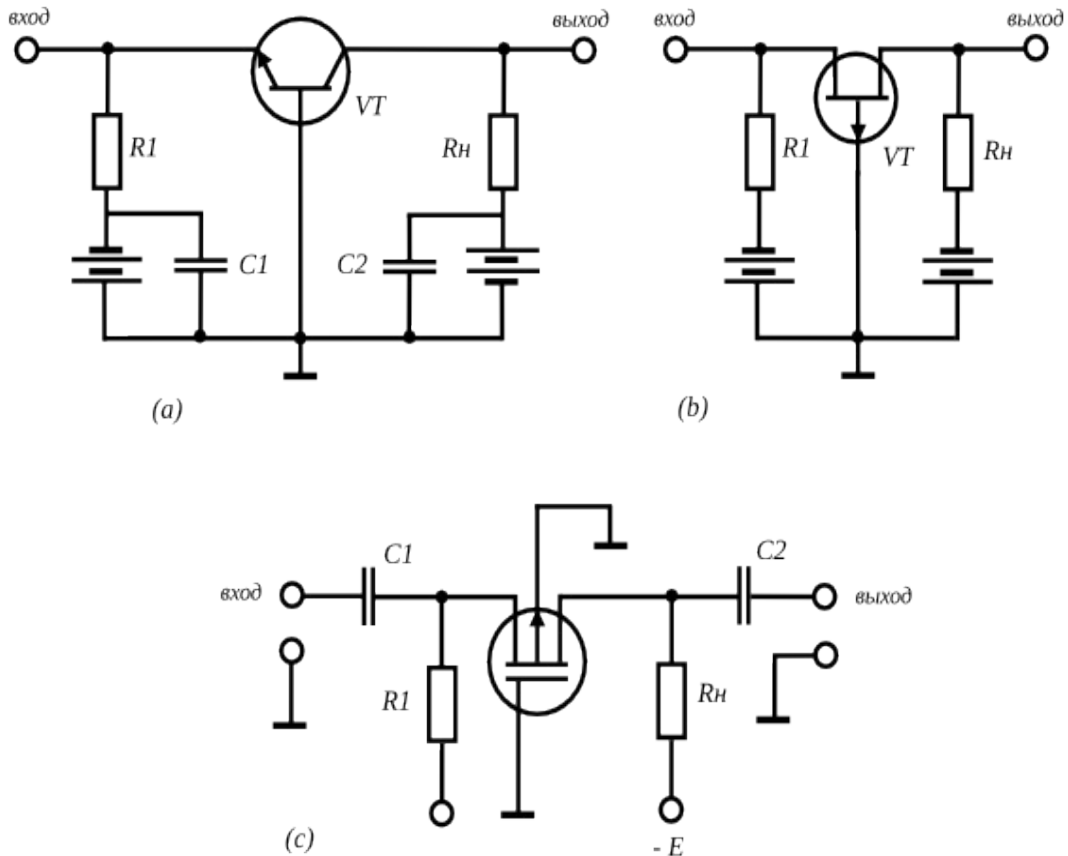 вход
выход
вход
выход
VT
R1
Rн
R1
VT
Rн
C1
C2
(a)
(b)
C1
C2
вход
выход
R1
Rн
(c)
- E